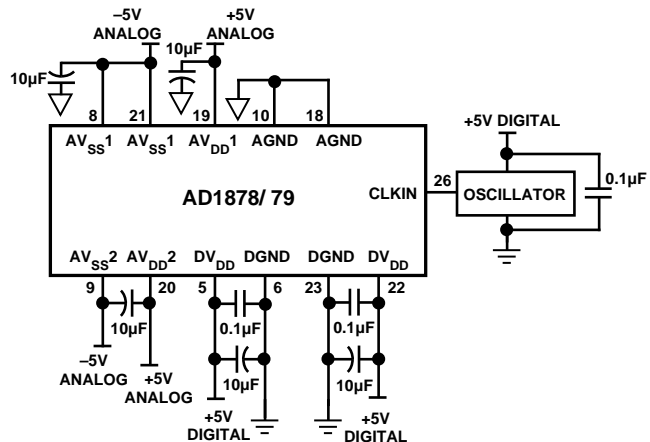 –5V
ANALOG
+5V
ANALOG
10µF
10µF
8
21
19
10
18
AVSS1
AVSS1
AVDD1
AGND
AGND
+5V DIGITAL
AD1878/ 79
CLKIN
26
OSCILLATOR
0.1µF
AVSS2
AVDD2
DVDD
DGND
DGND
DVDD
9
20
5
6
23
22
10µF
0.1µF
0.1µF
–5V
ANALOG
+5V
ANALOG
10µF
10µF
+5V
DIGITAL
+5V
DIGITAL